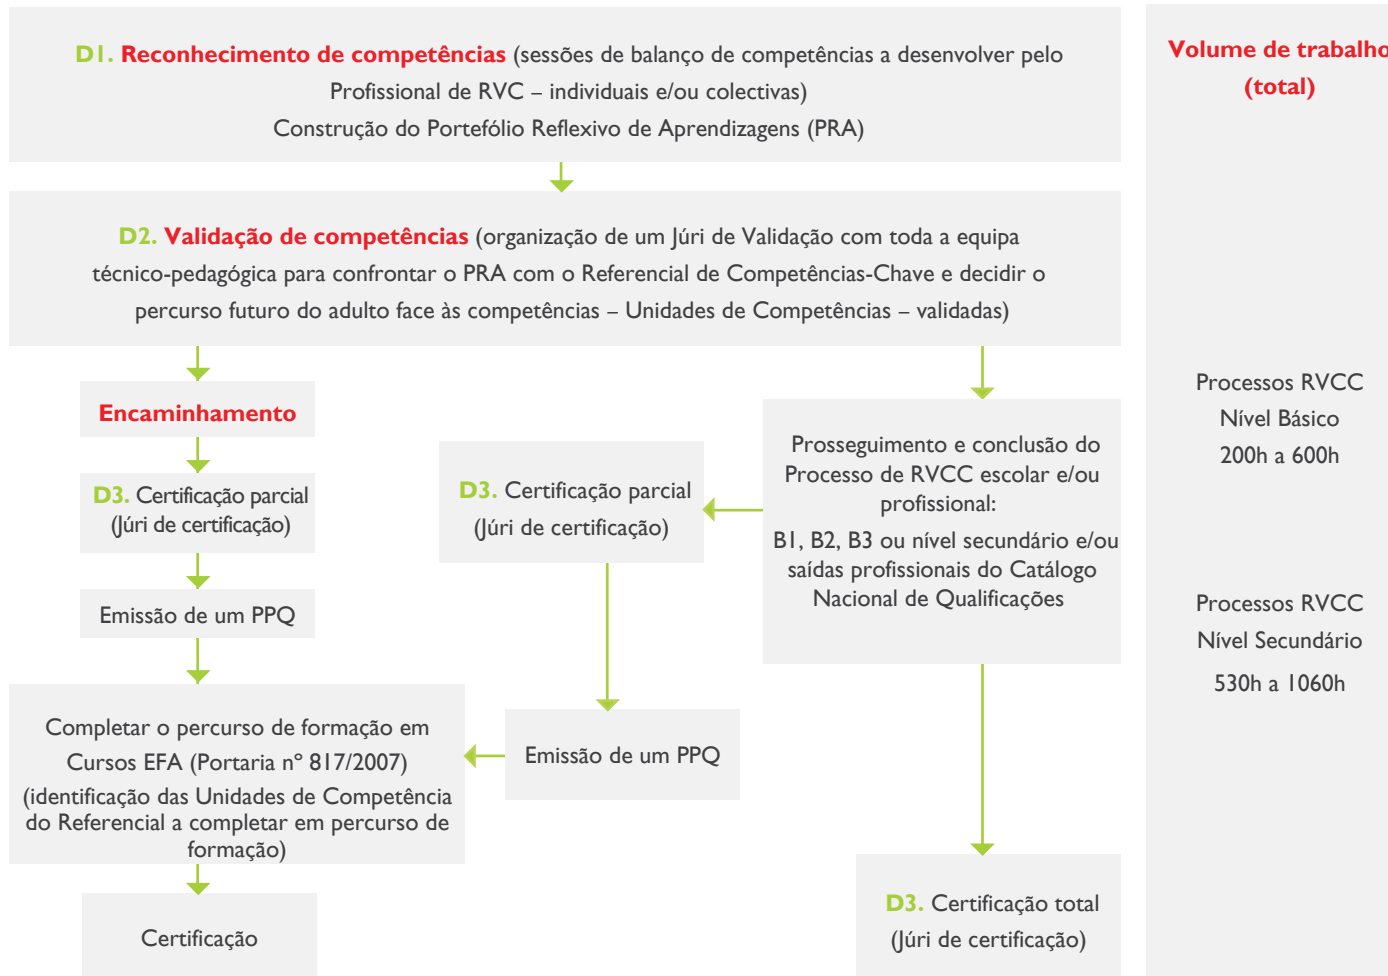 D1. Reconhecimento de competências (sessões de balanço de competências a desenvolver pelo
Profissional de RVC – individuais e/ou colectivas)
Construção do Portefólio Reflexivo de Aprendizagens (PRA)
D2. Validação de competências (organização de um Júri de Validação com toda a equipa
técnico-pedagógica para confrontar o PRA com o Referencial de Competências-Chave e decidir o
percurso futuro do adulto face às competências – Unidades de Competências – validadas)
Encaminhamento
D3. Certificação parcial
(Júri de certificação)
Emissão de um PPQ
Completar o percurso de formação em
Cursos EFA (Portaria nº 817/2007)
(identificação das Unidades de Competência
do Referencial a completar em percurso de
formação)
Certificação
D3. Certificação parcial
(Júri de certificação)
Emissão de um PPQ
Prosseguimento e conclusão do
Processo de RVCC escolar e/ou
profissional:
B1, B2, B3 ou nível secundário e/ou
saídas profissionais do Catálogo
Nacional de Qualificações
D3. Certificação total
(Júri de certificação)
Volume de trabalho
(total)
Processos RVCC
Nível Básico
200h a 600h
Processos RVCC
Nível Secundário
530h a 1060h